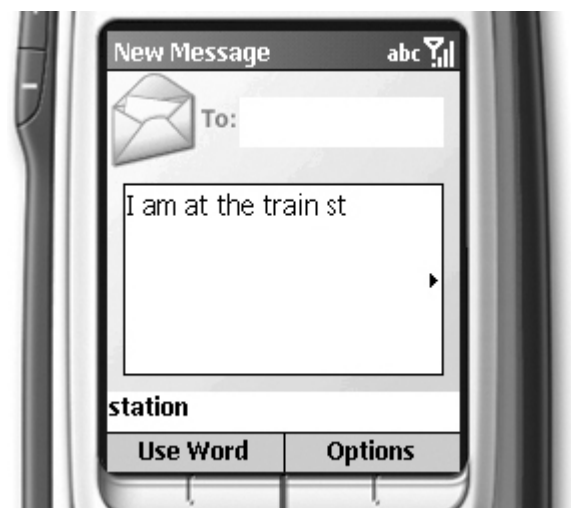 New Message abc
To:
I am at the train st
station
Use Word Options